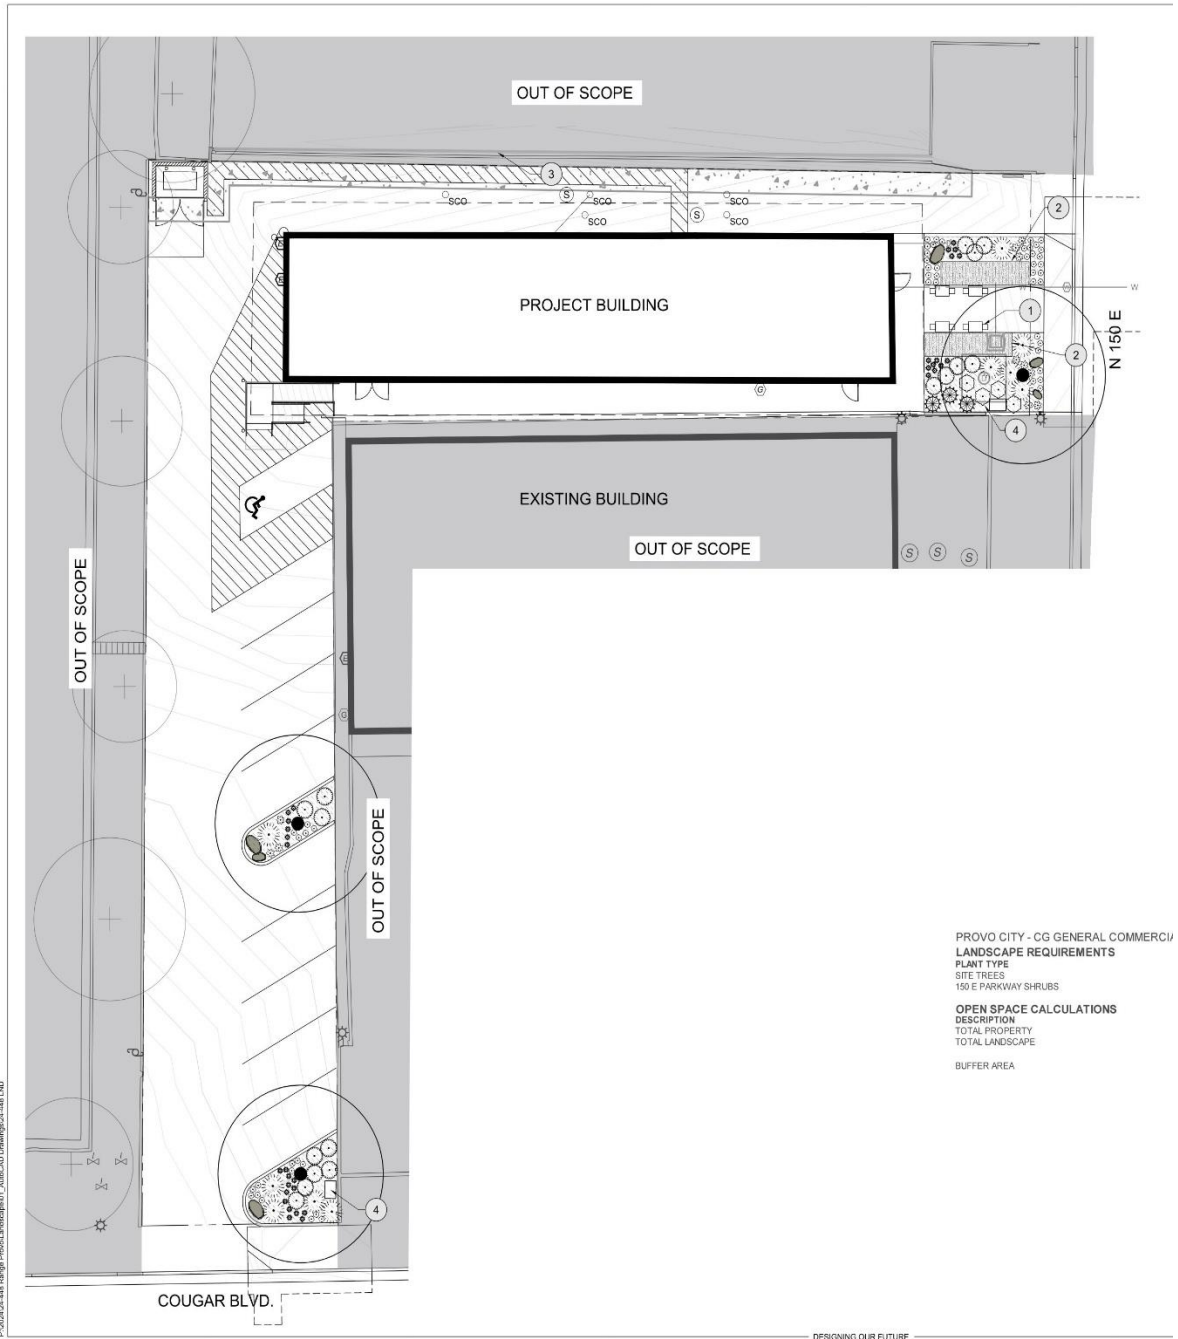 OUT OF SCOPE
3
S
SCO
SCO
SCO
S
SCO
2
PROJECT BUILDING
W
1
N 150 E
2
G
4
EXISTING BUILDING
OUT OF SCOPE
S S S
OUT OF SCOPE
E
G
OUT OF SCOPE
PROVO CITY - CG GENERAL COMMERCIA
LANDSCAPE REQUIREMENTS
PLANT TYPE
SITE TREES
150 E PARKWAY SHRUBS
OPEN SPACE CALCULATIONS
DESCRIPTION
TOTAL PROPERTY
TOTAL LANDSCAPE
BUFFER AREA
4
COUGAR BLVD.
DESIGNING OUR FUTURE